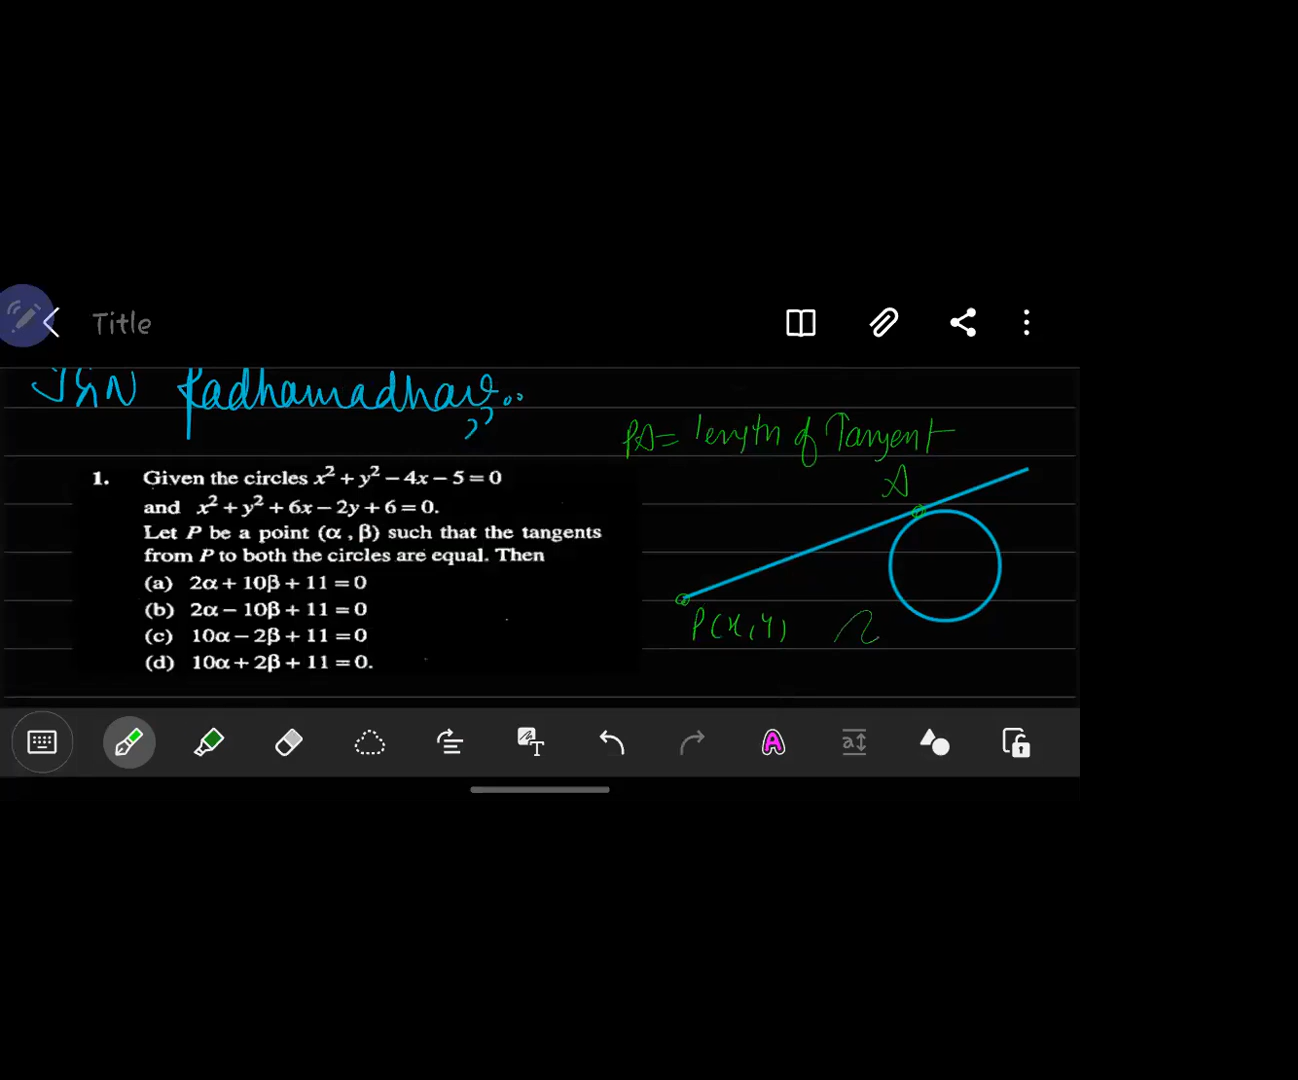 Title
Radhamadhav..
PA = length of Tangent
A
1. Given the circles x² + y² − 4x − 5 = 0
and x² + y² + 6x − 2y + 6 = 0.
Let P be a point (α , β) such that the tangents
from P to both the circles are equal. Then
(a) 2α + 10β + 11 = 0
(b) 2α − 10β + 11 = 0
(c) 10α − 2β + 11 = 0
(d) 10α + 2β + 11 = 0.
P(x,y)